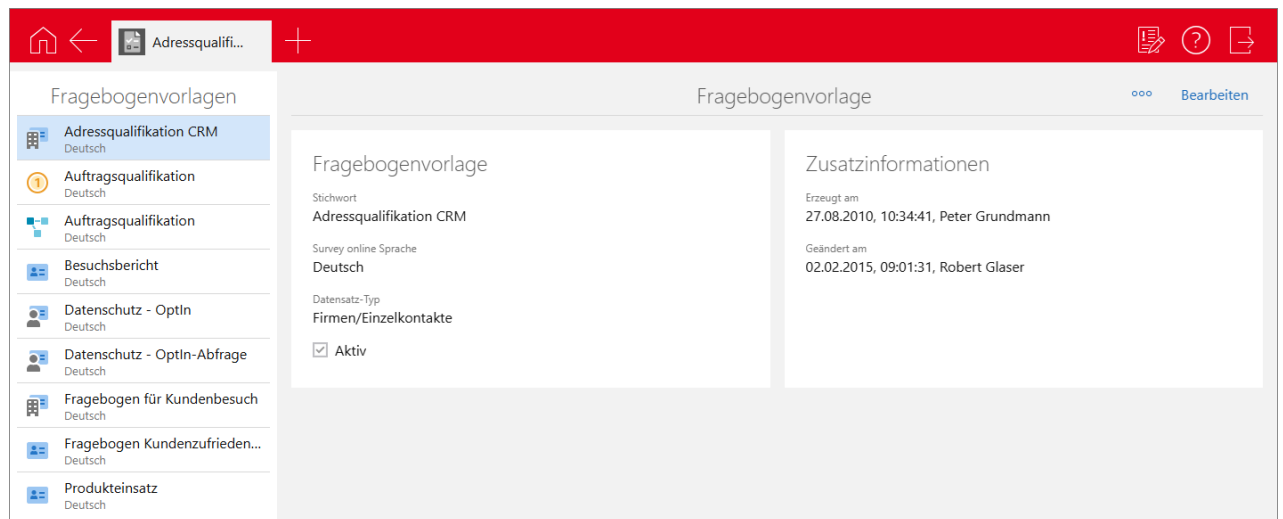 Adressqualifi...
Fragebogenvorlagen
Adressqualifikation CRM
Deutsch
1
Auftragsqualifikation
Deutsch
Auftragsqualifikation
Deutsch
Besuchsbericht
Deutsch
Datenschutz - OptIn
Deutsch
Datenschutz - OptIn-Abfrage
Deutsch
Fragebogen für Kundenbesuch
Deutsch
Fragebogen Kundenzufrieden...
Deutsch
Produkteinsatz
Deutsch
Fragebogenvorlage
Bearbeiten
Fragebogenvorlage
Stichwort
Adressqualifikation CRM
Survey online Sprache
Deutsch
Datensatz-Typ
Firmen/Einzelkontakte
Aktiv
Zusatzinformationen
Erzeugt am
27.08.2010, 10:34:41, Peter Grundmann
Geändert am
02.02.2015, 09:01:31, Robert Glaser